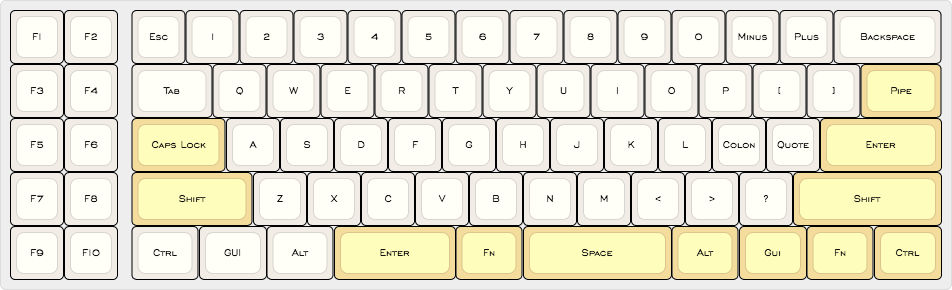 F1 F2 Esc 1 2 3 4 5 6 7 8 9 0 Minus Plus Backspace
F3 F4 Tab Q W E R T Y U I O P [ ] Pipe
F5 F6 Caps Lock A S D F G H J K L Colon Quote Enter
F7 F8 Shift Z X C V B N M < > ? Shift
F9 F10 Ctrl GUI Alt Enter Fn Space Alt Gui Fn Ctrl